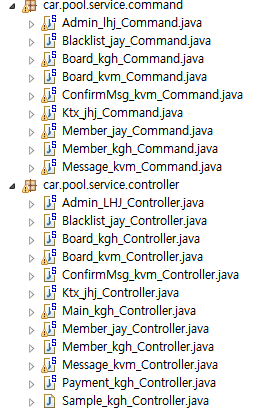 car.pool.service.command
Admin_lhj_Command.java
Blacklist_jay_Command.java
Board_kgh_Command.java
Board_kvm_Command.java
ConfirmMsg_kvm_Command.java
Ktx_jhj_Command.java
Member_jay_Command.java
Member_kgh_Command.java
Message_kvm_Command.java
car.pool.service.controller
Admin_LHJ_Controller.java
Blacklist_jay_Controller.java
Board_kgh_Controller.java
Board_kvm_Controller.java
ConfirmMsg_kvm_Controller.java
Ktx_jhj_Controller.java
Main_kgh_Controller.java
Member_jay_Controller.java
Member_kgh_Controller.java
Message_kvm_Controller.java
Payment_kgh_Controller.java
Sample_kgh_Controller.java